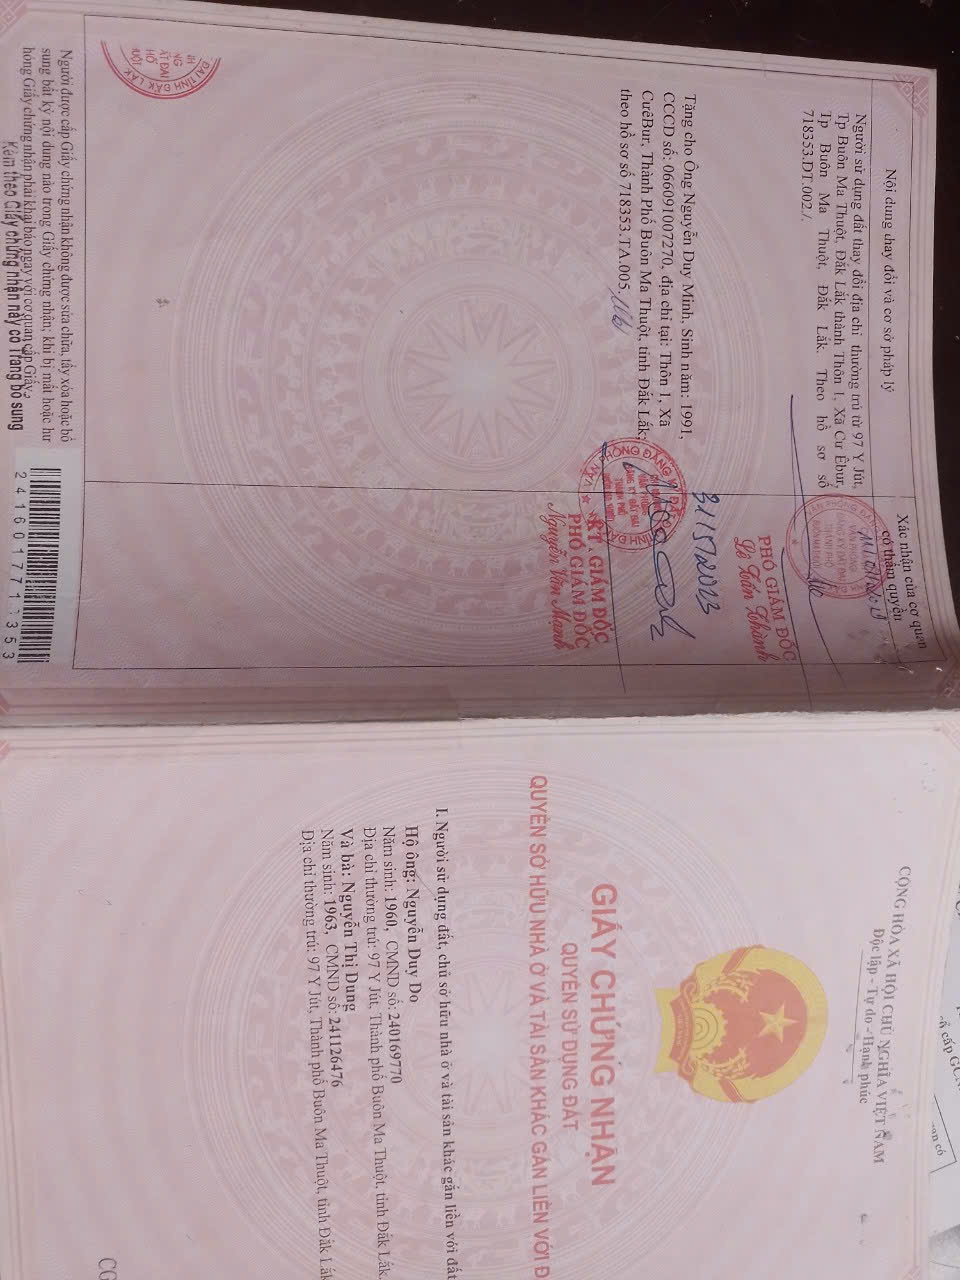 Nội dung thay đổi và cơ sở pháp lý
Xác nhận của cơ quan
có thẩm quyền
Người sử dụng đất thay đổi địa chỉ thường trú từ 97 Y Jút,
Tp Buôn Ma Thuột, Đắk Lắk thành Thôn 1, Xã Cư Êbur,
Tp Buôn Ma Thuột, Đắk Lắk. Theo hồ sơ số
718353.DT.002./.
PHÓ GIÁM ĐỐC
Lê Tấn Thành
Tặng cho Ông Nguyễn Duy Minh, Sinh năm: 1991,
CCCD số: 066091007270, địa chỉ tại: Thôn 1, Xã
CưêBur, Thành Phố Buôn Ma Thuột, tỉnh Đắk Lắk;
theo hồ sơ số 718353.TA.005.
31/5/2023
KT. GIÁM ĐỐC
PHÓ GIÁM ĐỐC
Nguyễn Văn Mạnh
Người được cấp Giấy chứng nhận không được sửa chữa, tẩy xóa hoặc bổ
sung bất kỳ nội dung nào trong Giấy chứng nhận; khi bị mất hoặc hư
hỏng Giấy chứng nhận phải khai báo ngay với cơ quan cấp Giấy.
Kèm theo Giấy chứng nhận này có Trang bổ sung
2416017718353
CỘNG HÒA XÃ HỘI CHỦ NGHĨA VIỆT NAM
Độc lập - Tự do - Hạnh phúc
GIẤY CHỨNG NHẬN
QUYỀN SỬ DỤNG ĐẤT
QUYỀN SỞ HỮU NHÀ Ở VÀ TÀI SẢN KHÁC GẮN LIỀN VỚI Đ
I. Người sử dụng đất, chủ sở hữu nhà ở và tài sản khác gắn liền với đất
Hộ ông: Nguyễn Duy Do
Năm sinh: 1960, CMND số: 240169770
Địa chỉ thường trú: 97 Y Jút, Thành phố Buôn Ma Thuột, tỉnh Đắk Lắk.
Và bà: Nguyễn Thị Dung
Năm sinh: 1963, CMND số: 241126476
Địa chỉ thường trú: 97 Y Jút, Thành phố Buôn Ma Thuột, tỉnh Đắk Lắk
CG